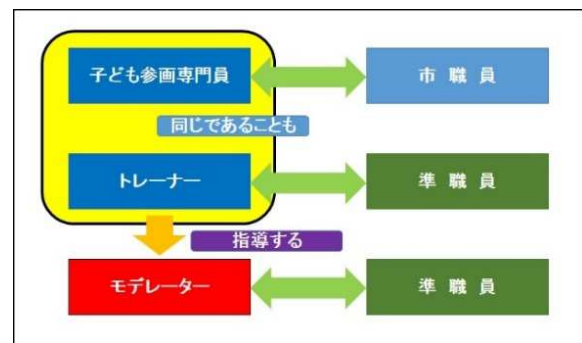 子ども参画専門員
市 職 員
同じであることも
トレーナー
準 職 員
指導する
モデレーター
準 職 員